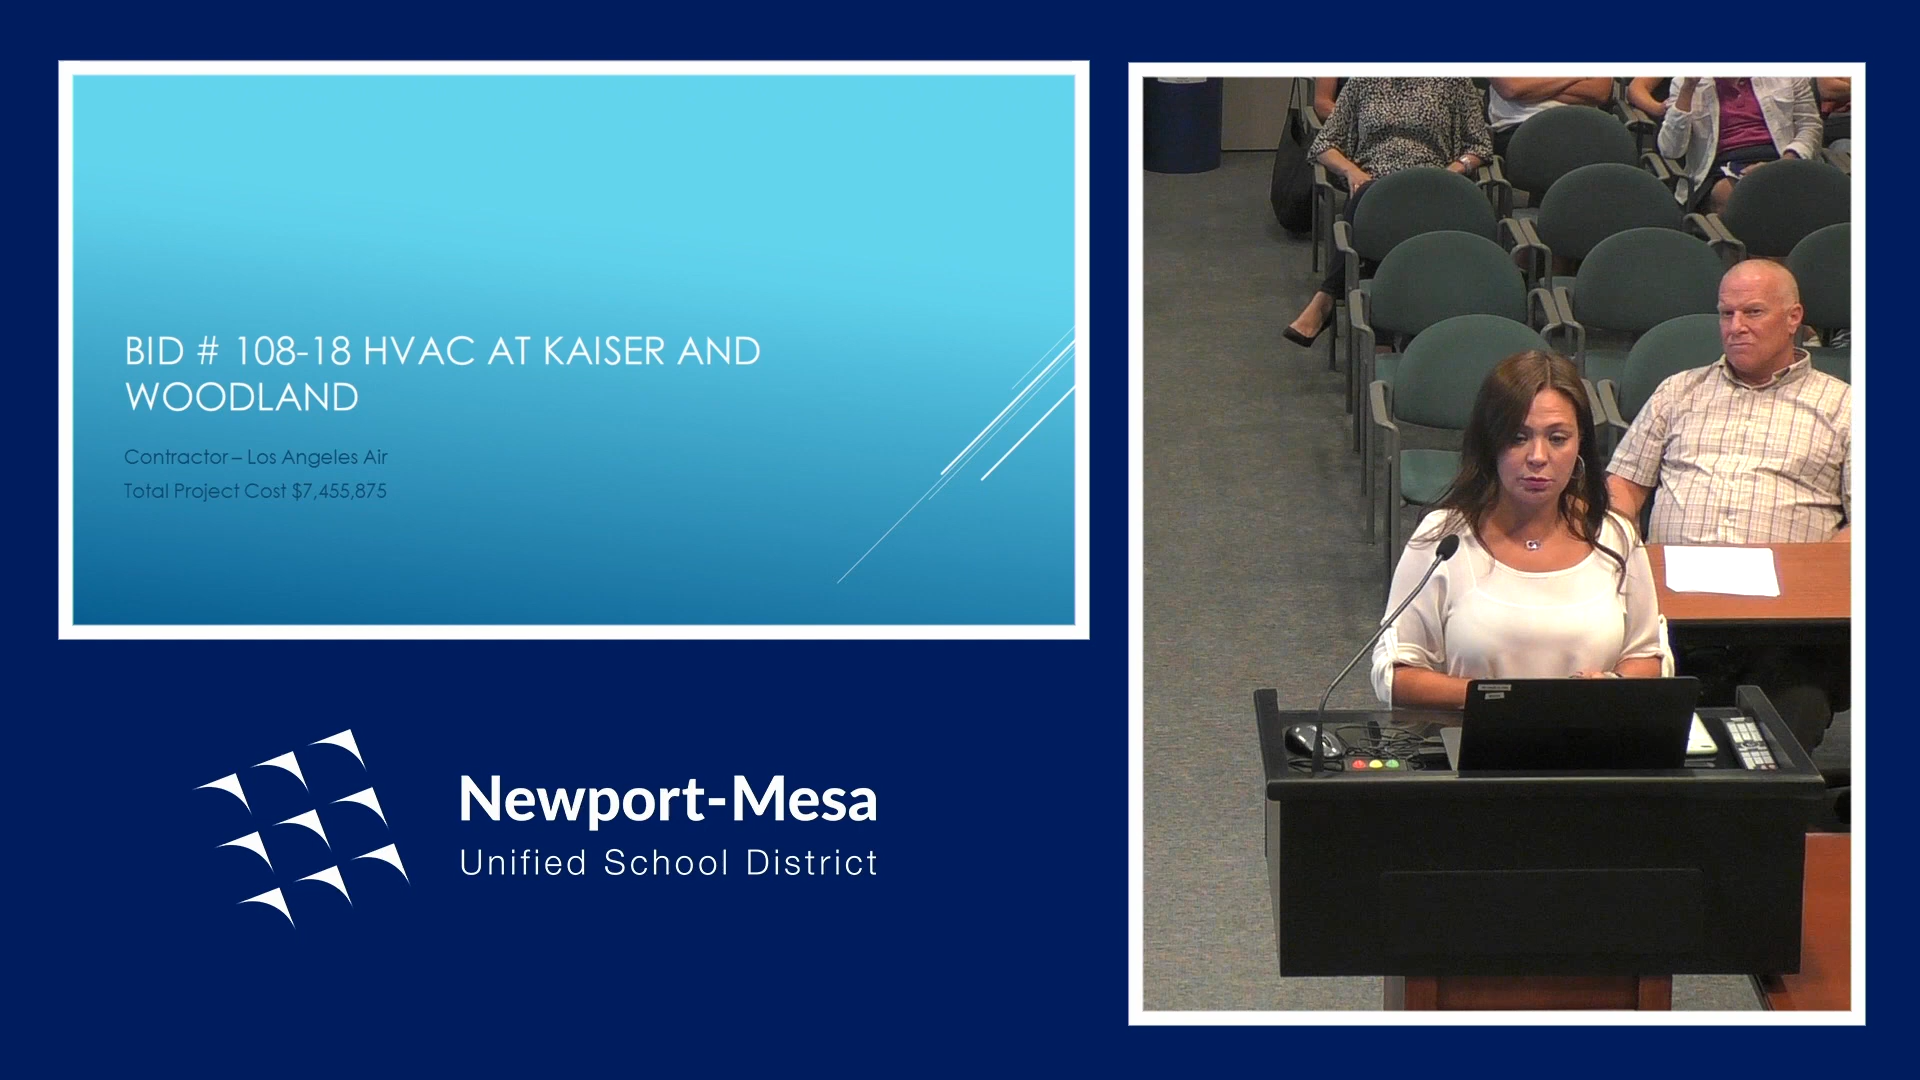 BID # 108-18 HVAC AT KAISER AND
WOODLAND
Contractor – Los Angeles Air
Total Project Cost $7,455,875
Newport-Mesa
Unified School District